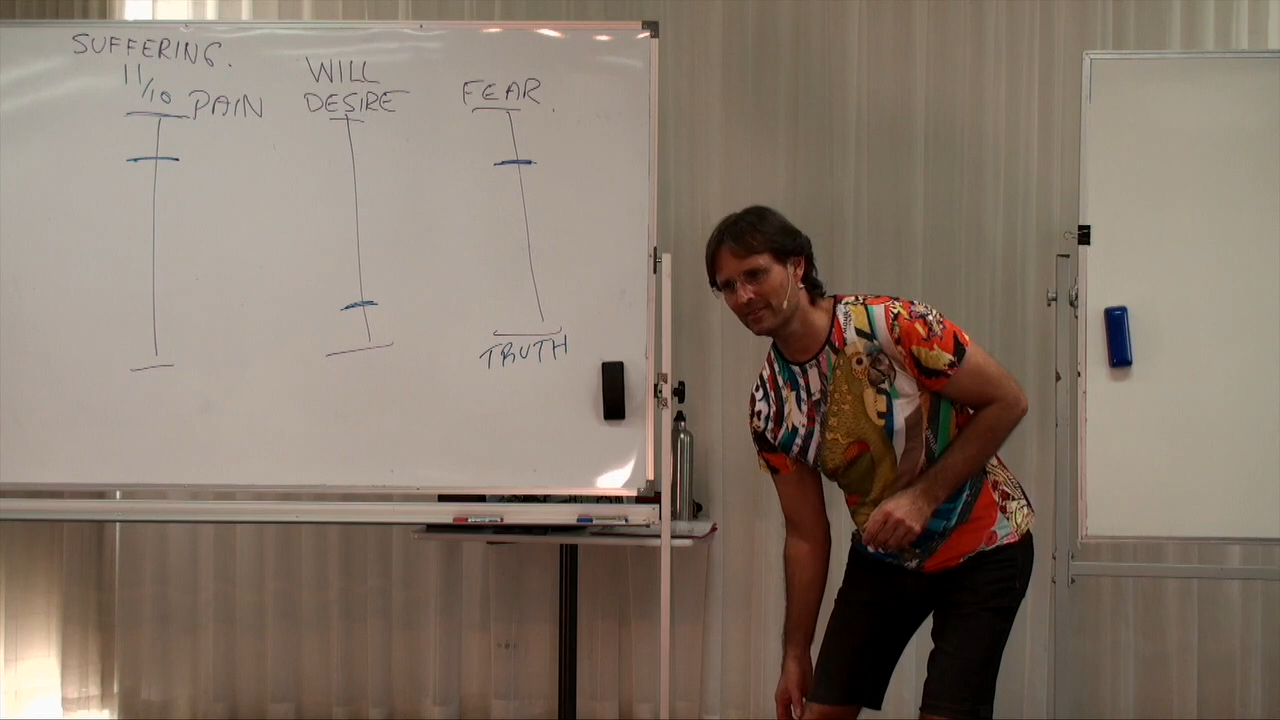 SUFFERING.
11/10 PAIN
WILL
DESIRE
FEAR.
TRUTH